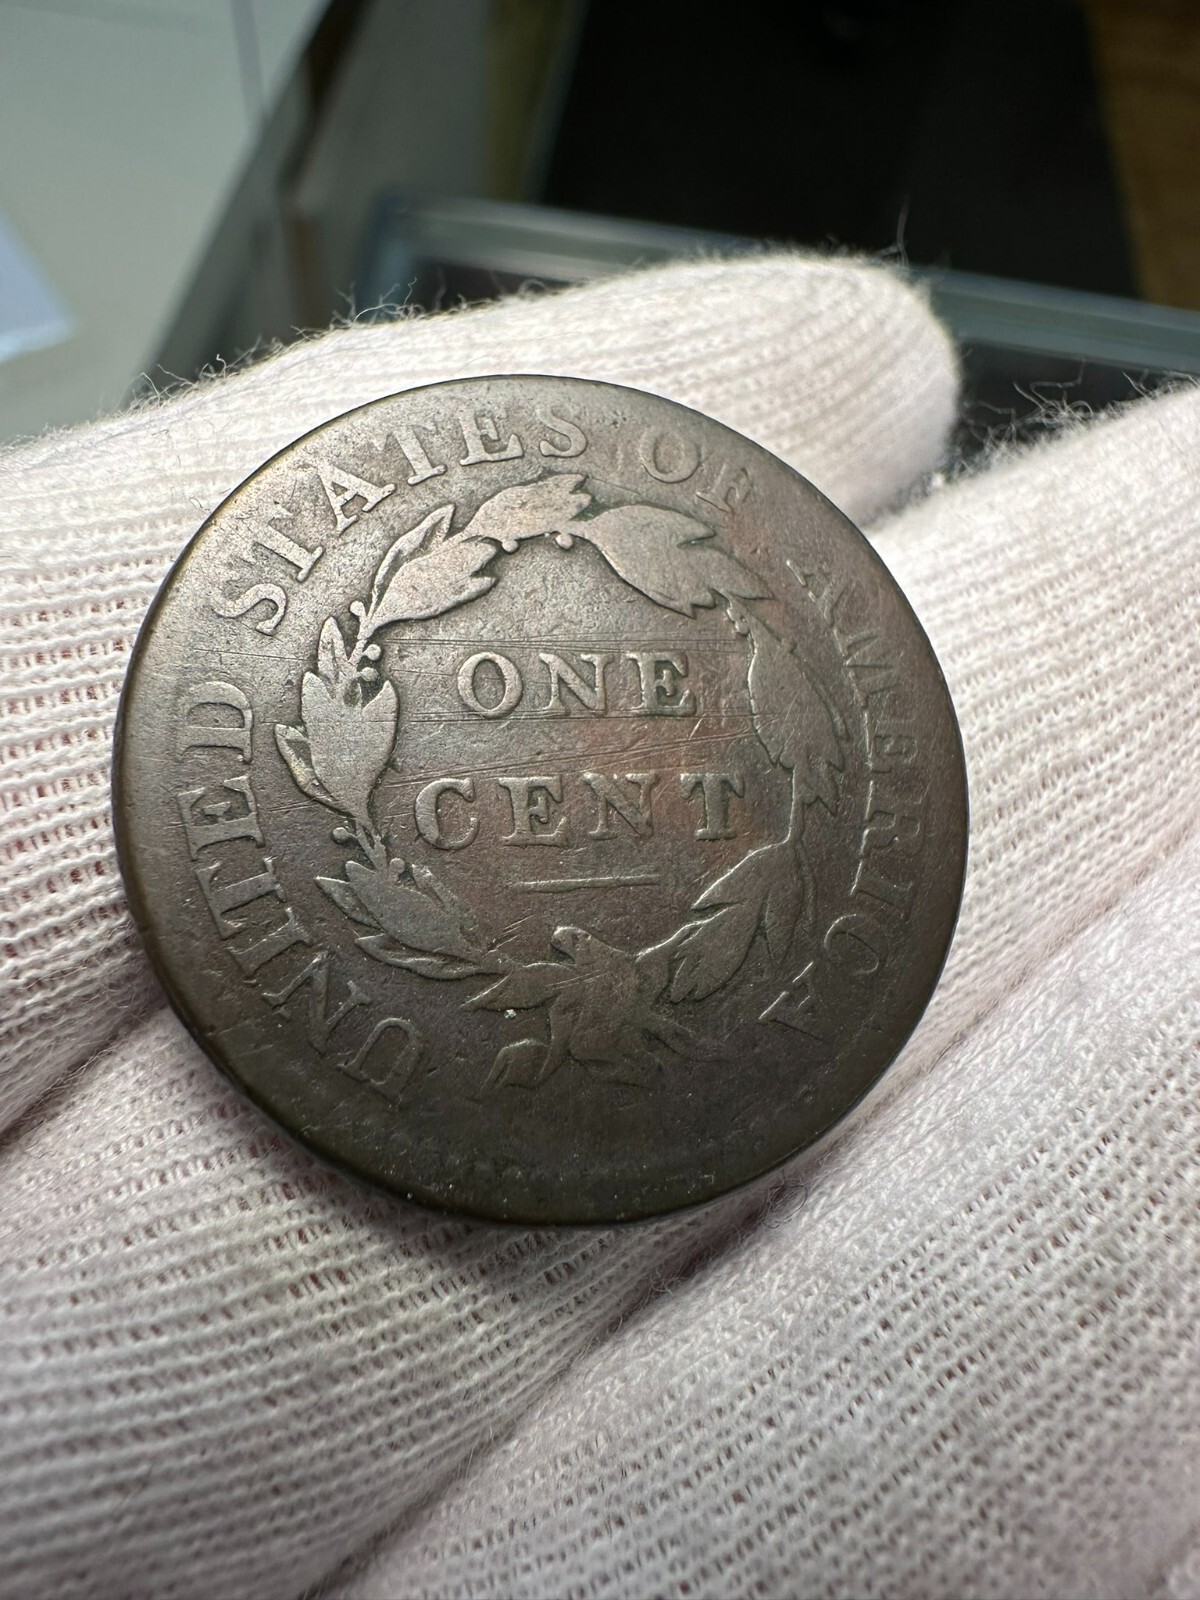 UNITED STATES OF AMERICA
ONE
CENT